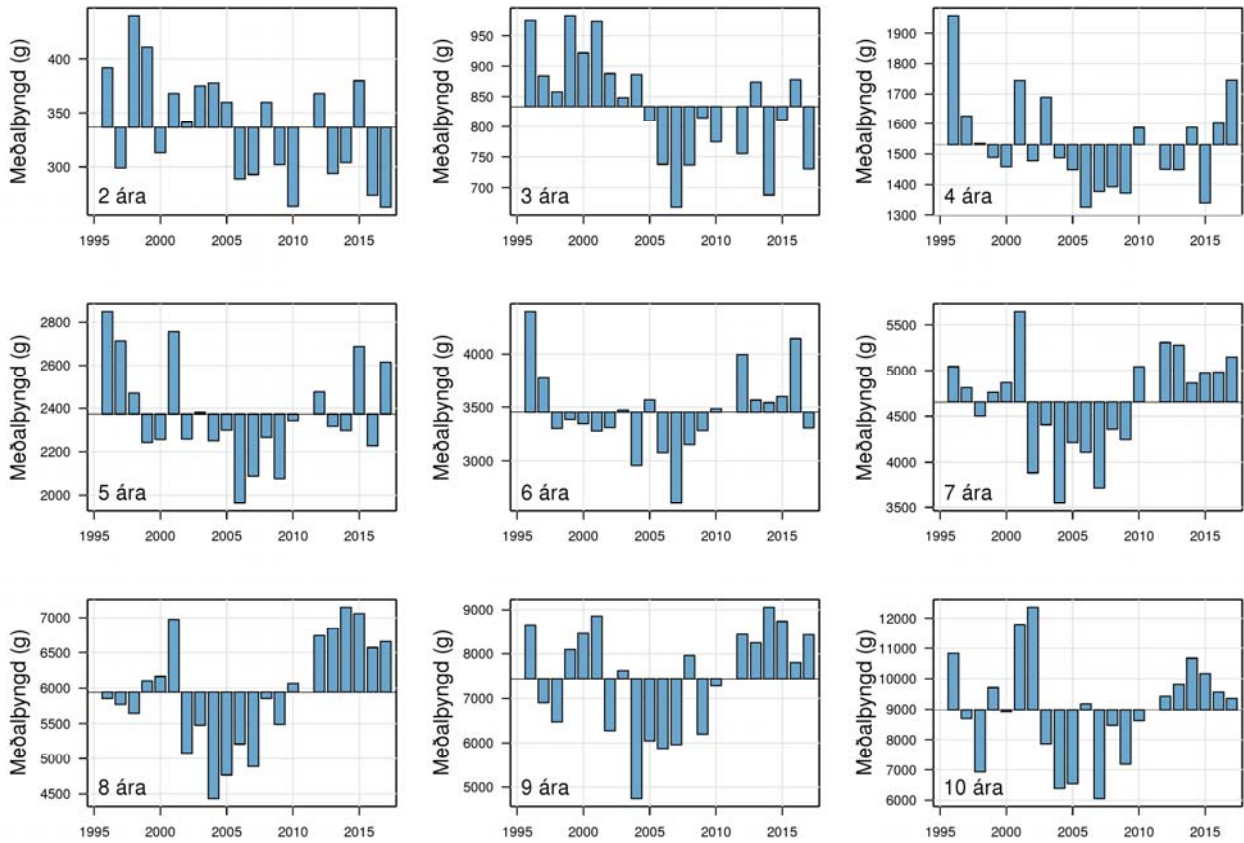 Meðalþyngd (g)
400
350
300
2 ára
1995 2000 2005 2010 2015
Meðalþyngd (g)
950
900
850
800
750
700
3 ára
1995 2000 2005 2010 2015
Meðalþyngd (g)
1900
1800
1700
1600
1500
1400
1300
4 ára
1995 2000 2005 2010 2015
Meðalþyngd (g)
2800
2600
2400
2200
2000
5 ára
1995 2000 2005 2010 2015
Meðalþyngd (g)
4000
3500
3000
6 ára
1995 2000 2005 2010 2015
Meðalþyngd (g)
5500
5000
4500
4000
3500
7 ára
1995 2000 2005 2010 2015
Meðalþyngd (g)
7000
6500
6000
5500
5000
4500
8 ára
1995 2000 2005 2010 2015
Meðalþyngd (g)
9000
8000
7000
6000
5000
9 ára
1995 2000 2005 2010 2015
Meðalþyngd (g)
12000
11000
10000
9000
8000
7000
6000
10 ára
1995 2000 2005 2010 2015